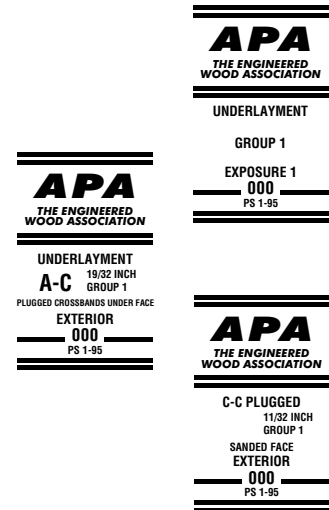 APA
THE ENGINEERED
WOOD ASSOCIATION
UNDERLAYMENT
GROUP 1
EXPOSURE 1
000
PS 1-95
APA
THE ENGINEERED
WOOD ASSOCIATION
UNDERLAYMENT
A-C 19/32 INCH
GROUP 1
PLUGGED CROSSBANDS UNDER FACE
EXTERIOR
000
PS 1-95
APA
THE ENGINEERED
WOOD ASSOCIATION
C-C PLUGGED
11/32 INCH
GROUP 1
SANDED FACE
EXTERIOR
000
PS 1-95